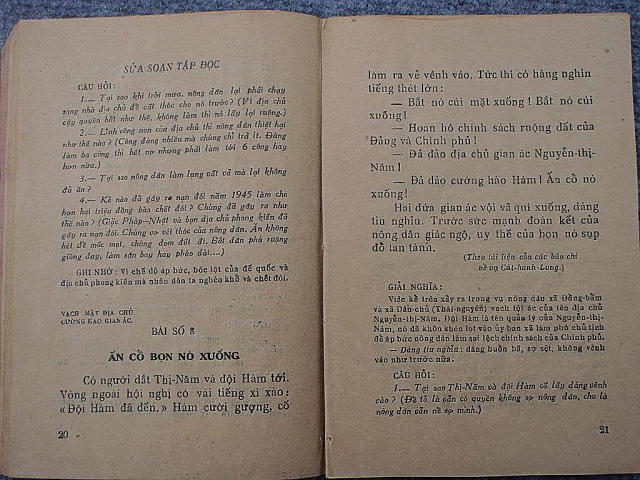 SỬA SOẠN TẬP ĐỌC
CÂU HỎI :
1.— Tại sao khi trời mưa, nông dân lại phải chạy
sang nhà địa chủ để cất thóc cho nó trước ? (Vì địa chủ
cậy quyền bắt như thế, không làm thì nó lấy lại ruộng.)
2.— Lĩnh công non của địa chủ thì nông dân thiệt hại
như thế nào ? (Công đáng nhiều mà chúng chỉ trả ít. Đáng
làm ba công thì hết nợ nhưng phải làm tới 6 công hay
hơn nữa.)
3.— Tại sao nông dân làm lụng vất vả mà lại không
đủ ăn ?
4.— Kẻ nào đã gây ra nạn đói năm 1945 làm cho
hơn hai triệu đồng bào chết đói ? Chúng đã gây ra như
thế nào ? (Giặc Pháp—Nhật và bọn địa chủ phong kiến đã
gây ra nạn đói. Chúng vơ vét thóc của nông dân. Ăn không
hết để mốc mọt, chúng đem đổi đi. Bắt dân phá ruộng
giồng đay, làm sân bay hay pháo đài....)
GHI NHỚ : Vì chế độ áp bức, bóc lột của đế quốc và
địa chủ phong kiến mà nhân dân ta nghèo khổ và chết đói.
VẠCH MẶT ĐỊA CHỦ
CƯỜNG HÀO GIAN ÁC.
BÀI SỐ 8
ẤN CỔ BỌN NÓ XUỐNG
Có người dắt Thị-Năm và đội Hàm tới.
Vòng ngoài hội nghị có vài tiếng xì xào :
«Đội Hàm đã đến.» Hàm cười gượng, cố
20
làm ra vẻ vênh váo. Tức thì có hàng nghìn
tiếng thét lớn :
— Bắt nó cúi mặt xuống ! Bắt nó cúi
xuống !
— Hoan hô chính sách ruộng đất của
Đảng và Chính phủ !
— Đả đảo địa chủ gian ác Nguyễn-thị-
Năm !
— Đả đảo cường hào Hàm ! Ấn cổ nó
xuống !
Hai đứa gian ác vội vã quì xuống, dáng
tiu nghỉu. Trước sức mạnh đoàn kết của
nông dân giác ngộ, uy thế của bọn nó sụp
đổ tan tành.
(Theo tài liệu của các báo chí
về vụ Cát-hanh-Long.)
GIẢI NGHĨA :
Việc kể trên xảy ra trong vụ nông dân xã Đồng-bẩm
và xã Dân-chủ (Thái-nguyên) vạch tội ác của tên địa chủ
Nguyễn-thị-Năm. Đội Hàm là tên quản lý của Nguyễn-thị-
Năm, nó đã khôn khéo lọt vào ủy ban xã làm phó chủ tịch
để áp bức nông dân làm sai lệch chính sách của Chính phủ.
— Dáng tiu nghỉu : dáng buồn bã, sợ sệt, không vênh
váo như trước nữa.
CÂU HỎI :
1.— Tại sao Thị-Năm và đội Hàm cố lấy dáng vênh
váo ? (Để tỏ là vẫn có quyền không sợ nông dân, cho là
nông dân vẫn nể sợ mình.)
21